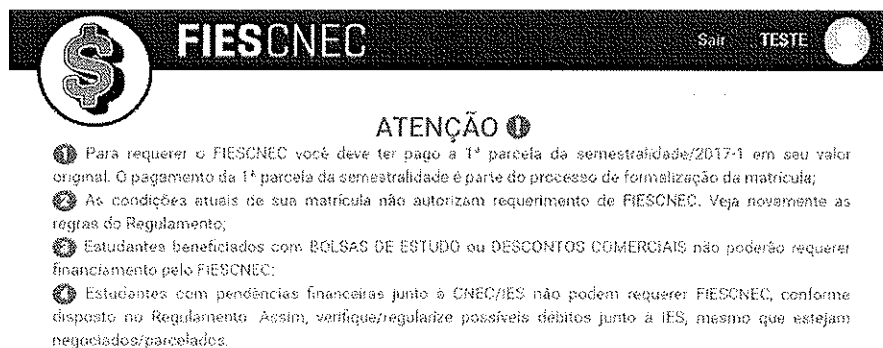 FIESCNEC
Sair TESTE
ATENÇÃO
1 Para requerer o FIESCNEC você deve ter pago a 1ª parcela da semestralidade/2017-1 em seu valor
original. O pagamento da 1ª parcela da semestralidade é parte do processo de formalização da matrícula;
2 As condições atuais de sua matrícula não autorizam requerimento de FIESCNEC. Veja novamente as
regras do Regulamento;
3 Estudantes beneficiados com BOLSAS DE ESTUDO ou DESCONTOS COMERCIAIS não poderão requerer
financiamento pelo FIESCNEC;
4 Estudantes com pendências financeiras junto à CNEC/IES não podem requerer FIESCNEC, conforme
disposto no Regulamento. Assim, verifique/regularize possíveis débitos junto à IES, mesmo que estejam
negociados/parcelados.